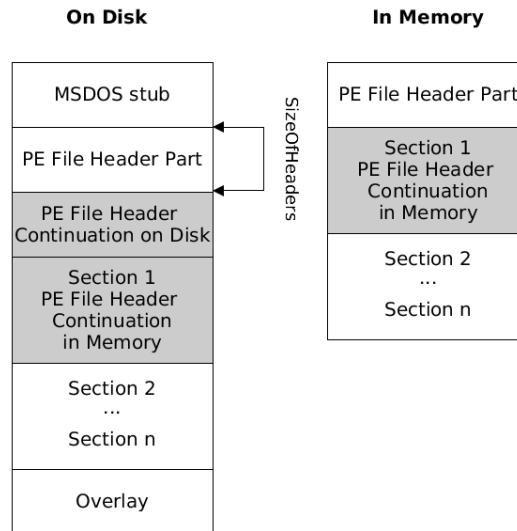 On Disk
MSDOS stub
PE File Header Part
PE File Header
Continuation on Disk
Section 1
PE File Header
Continuation
in Memory
Section 2
...
Section n
Overlay
SizeOfHeaders
In Memory
PE File Header Part
Section 1
PE File Header
Continuation
in Memory
Section 2
...
Section n